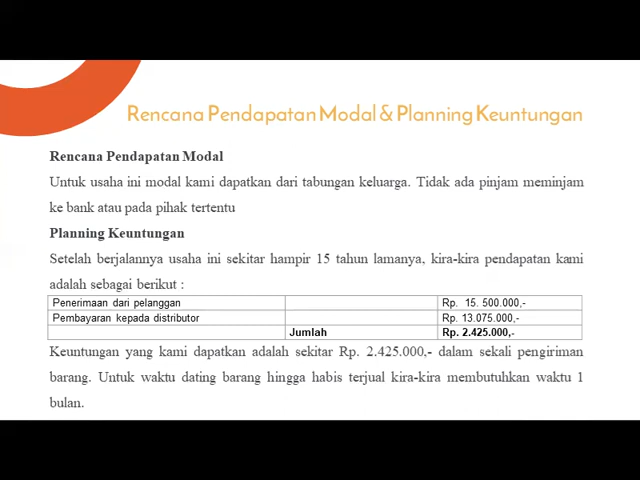 Rencana Pendapatan Modal & Planning Keuntungan
Rencana Pendapatan Modal
Untuk usaha ini modal kami dapatkan dari tabungan keluarga. Tidak ada pinjam meminjam
ke bank atau pada pihak tertentu
Planning Keuntungan
Setelah berjalannya usaha ini sekitar hampir 15 tahun lamanya, kira-kira pendapatan kami
adalah sebagai berikut :
Penerimaan dari pelanggan Rp. 15. 500.000,-
Pembayaran kepada distributor Rp. 13.075.000,-
Jumlah Rp. 2.425.000,-
Keuntungan yang kami dapatkan adalah sekitar Rp. 2.425.000,- dalam sekali pengiriman
barang. Untuk waktu dating barang hingga habis terjual kira-kira membutuhkan waktu 1
bulan.